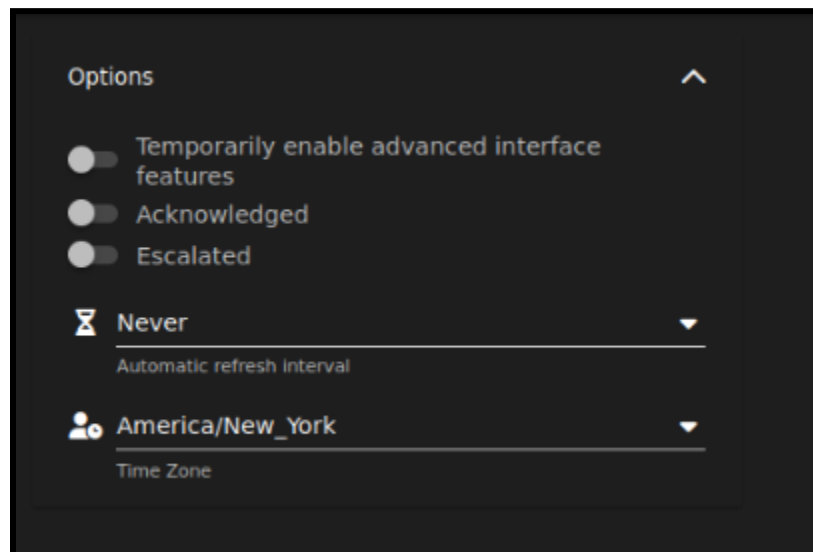 Options
Temporarily enable advanced interface
features
Acknowledged
Escalated
Never
Automatic refresh interval
America/New_York
Time Zone